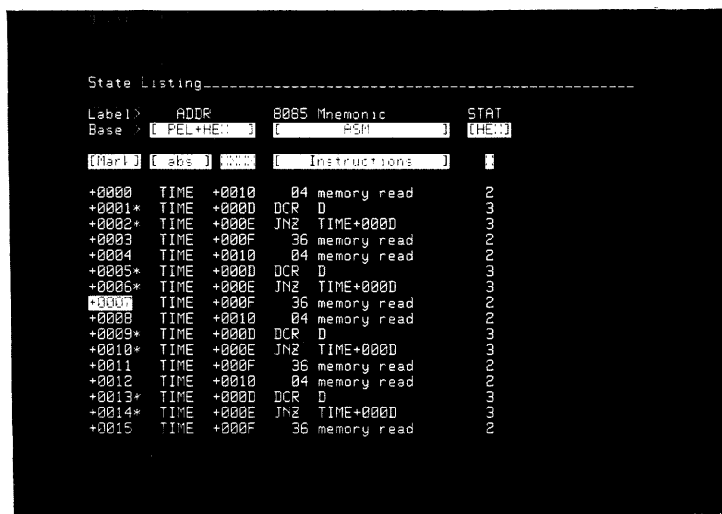 State Listing
Label> ADDR 8085 Mnemonic STAT
Base > [ REL+HEX ] [ ASM ] [HEX]
[Mark] [ abs ] [ Instructions ] []
+0000 TIME +0010 04 memory read 2
+0001* TIME +000D DCR D 3
+0002* TIME +000E JNZ TIME+000D 3
+0003 TIME +000F 36 memory read 2
+0004 TIME +0010 04 memory read 2
+0005* TIME +000D DCR D 3
+0006* TIME +000E JNZ TIME+000D 3
+0007 TIME +000F 36 memory read 2
+0008 TIME +0010 04 memory read 2
+0009* TIME +000D DCR D 3
+0010* TIME +000E JNZ TIME+000D 3
+0011 TIME +000F 36 memory read 2
+0012 TIME +0010 04 memory read 2
+0013* TIME +000D DCR D 3
+0014* TIME +000E JNZ TIME+000D 3
+0015 TIME +000F 36 memory read 2